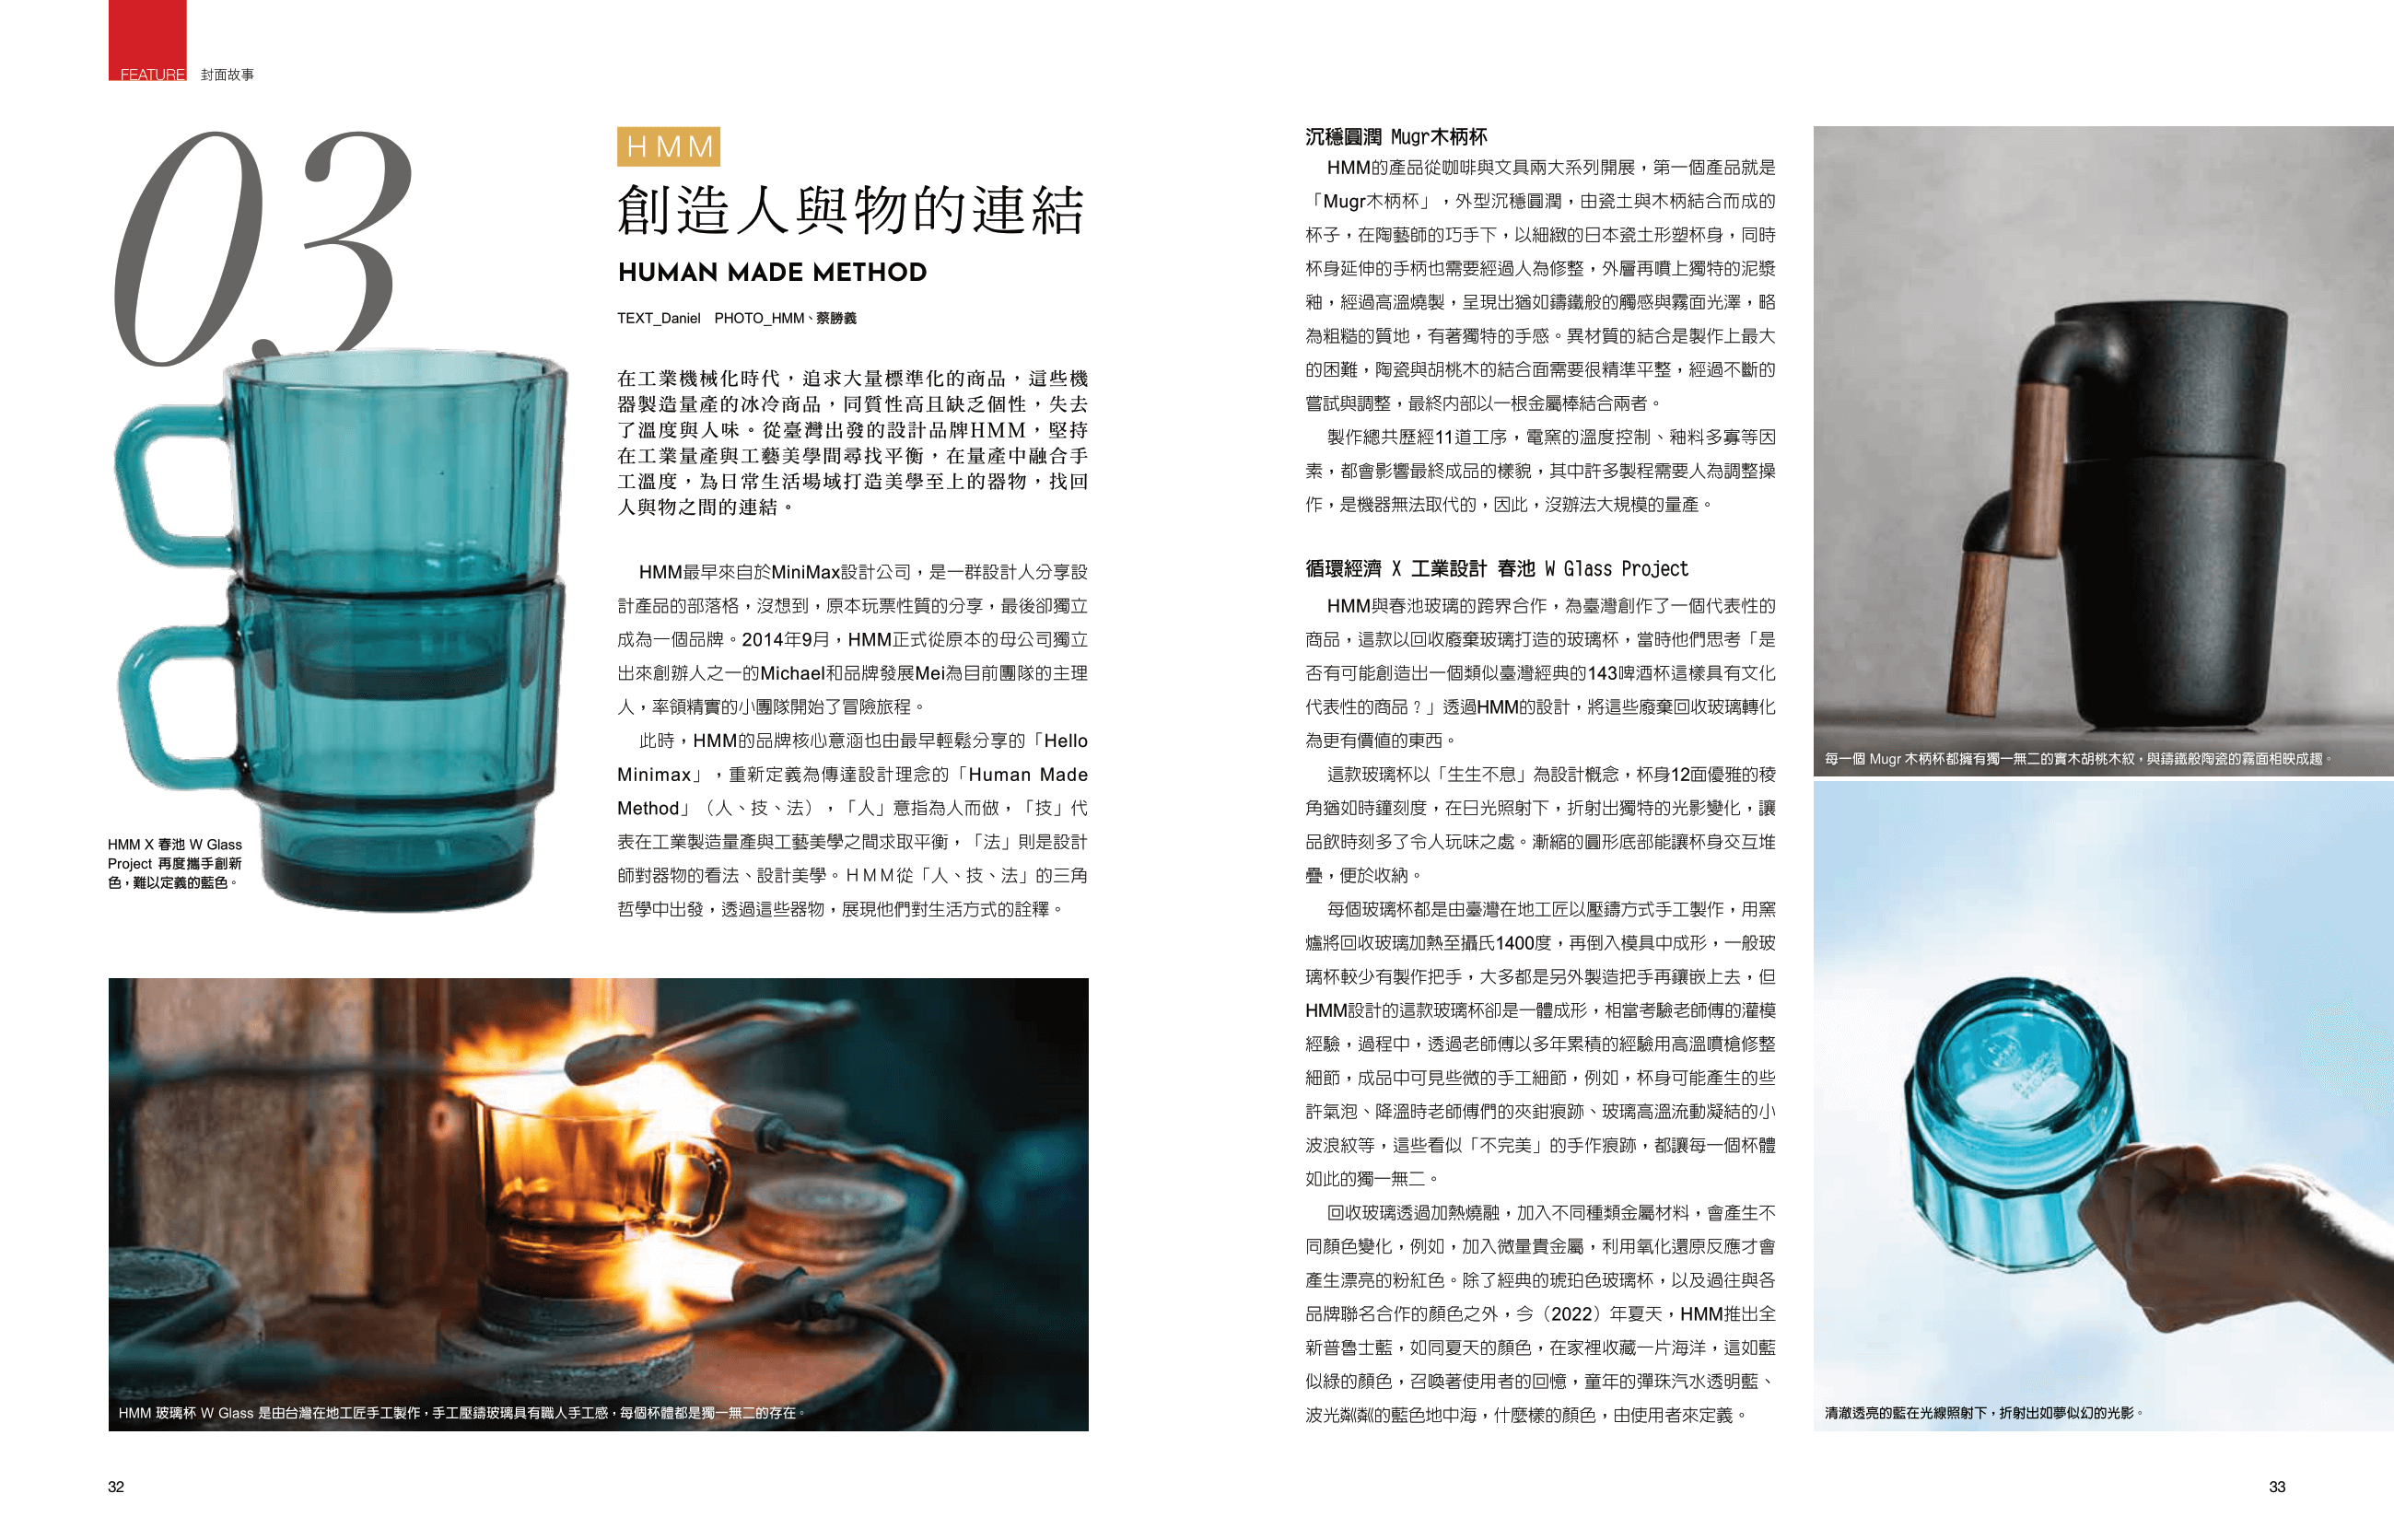 FEATURE 封面故事
03
HMM
創造人與物的連結
HUMAN MADE METHOD
TEXT_Daniel PHOTO_HMM、蔡勝義
在工業機械化時代，追求大量標準化的商品，這些機
器製造量產的冰冷商品，同質性高且缺乏個性，失去
了溫度與人味。從臺灣出發的設計品牌HMM，堅持
在工業量產與工藝美學間尋找平衡，在量產中融合手
工溫度，為日常生活場域打造美學至上的器物，找回
人與物之間的連結。
HMM最早來自於MiniMax設計公司，是一群設計人分享設
計產品的部落格，沒想到，原本玩票性質的分享，最後卻獨立
成為一個品牌。2014年9月，HMM正式從原本的母公司獨立
出來創辦人之一的Michael和品牌發展Mei為目前團隊的主理
人，率領精實的小團隊開始了冒險旅程。
此時，HMM的品牌核心意涵也由最早輕鬆分享的「Hello
Minimax」，重新定義為傳達設計理念的「Human Made
Method」（人、技、法），「人」意指為人而做，「技」代
表在工業製造量產與工藝美學之間求取平衡，「法」則是設計
師對器物的看法、設計美學。ＨＭＭ從「人、技、法」的三角
哲學中出發，透過這些器物，展現他們對生活方式的詮釋。
HMM X 春池 W Glass
Project 再度攜手創新
色，難以定義的藍色。
HMM 玻璃杯 W Glass 是由台灣在地工匠手工製作，手工壓鑄玻璃具有職人手工感，每個杯體都是獨一無二的存在。
32
沉穩圓潤 Mugr木柄杯
HMM的產品從咖啡與文具兩大系列開展，第一個產品就是
「Mugr木柄杯」，外型沉穩圓潤，由瓷土與木柄結合而成的
杯子，在陶藝師的巧手下，以細緻的日本瓷土形塑杯身，同時
杯身延伸的手柄也需要經過人為修整，外層再噴上獨特的泥漿
釉，經過高溫燒製，呈現出猶如鑄鐵般的觸感與霧面光澤，略
為粗糙的質地，有著獨特的手感。異材質的結合是製作上最大
的困難，陶瓷與胡桃木的結合面需要很精準平整，經過不斷的
嘗試與調整，最終內部以一根金屬棒結合兩者。
製作總共歷經11道工序，電窯的溫度控制、釉料多寡等因
素，都會影響最終成品的樣貌，其中許多製程需要人為調整操
作，是機器無法取代的，因此，沒辦法大規模的量產。
循環經濟 X 工業設計 春池 W Glass Project
HMM與春池玻璃的跨界合作，為臺灣創作了一個代表性的
商品，這款以回收廢棄玻璃打造的玻璃杯，當時他們思考「是
否有可能創造出一個類似臺灣經典的143啤酒杯這樣具有文化
代表性的商品？」透過HMM的設計，將這些廢棄回收玻璃轉化
為更有價值的東西。
這款玻璃杯以「生生不息」為設計概念，杯身12面優雅的稜
角猶如時鐘刻度，在日光照射下，折射出獨特的光影變化，讓
品飲時刻多了令人玩味之處。漸縮的圓形底部能讓杯身交互堆
疊，便於收納。
每個玻璃杯都是由臺灣在地工匠以壓鑄方式手工製作，用窯
爐將回收玻璃加熱至攝氏1400度，再倒入模具中成形，一般玻
璃杯較少有製作把手，大多都是另外製造把手再鑲嵌上去，但
HMM設計的這款玻璃杯卻是一體成形，相當考驗老師傅的灌模
經驗，過程中，透過老師傅以多年累積的經驗用高溫噴槍修整
細節，成品中可見些微的手工細節，例如，杯身可能產生的些
許氣泡、降溫時老師傅們的夾鉗痕跡、玻璃高溫流動凝結的小
波浪紋等，這些看似「不完美」的手作痕跡，都讓每一個杯體
如此的獨一無二。
回收玻璃透過加熱燒融，加入不同種類金屬材料，會產生不
同顏色變化，例如，加入微量貴金屬，利用氧化還原反應才會
產生漂亮的粉紅色。除了經典的琥珀色玻璃杯，以及過往與各
品牌聯名合作的顏色之外，今（2022）年夏天，HMM推出全
新普魯士藍，如同夏天的顏色，在家裡收藏一片海洋，這如藍
似綠的顏色，召喚著使用者的回憶，童年的彈珠汽水透明藍、
波光粼粼的藍色地中海，什麼樣的顏色，由使用者來定義。
每一個 Mugr 木柄杯都擁有獨一無二的實木胡桃木紋，與鑄鐵般陶瓷的霧面相映成趣。
清澈透亮的藍在光線照射下，折射出如夢似幻的光影。
33